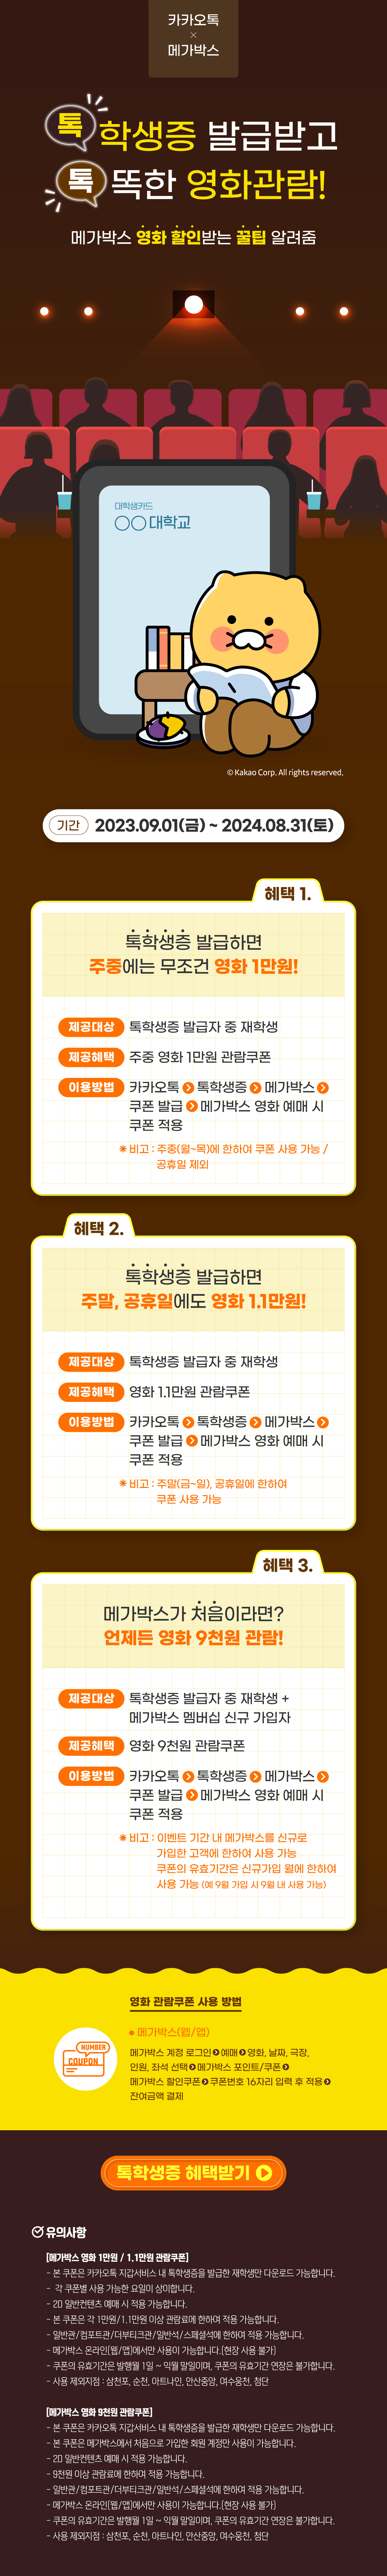 카카오톡
×
메가박스
톡 학생증 발급받고
톡 똑한 영화관람!
메가박스 영화 할인받는 꿀팁 알려줌
대학생카드
○○대학교
© Kakao Corp. All rights reserved.
기간 2023.09.01(금) ~ 2024.08.31(토)
혜택 1.
톡학생증 발급하면
주중에는 무조건 영화 1만원!
제공대상 톡학생증 발급자 중 재학생
제공혜택 주중 영화 1만원 관람쿠폰
이용방법 카카오톡 > 톡학생증 > 메가박스 >
쿠폰 발급 > 메가박스 영화 예매 시
쿠폰 적용
* 비고 : 주중(월~목)에 한하여 쿠폰 사용 가능 /
공휴일 제외
혜택 2.
톡학생증 발급하면
주말, 공휴일에도 영화 1.1만원!
제공대상 톡학생증 발급자 중 재학생
제공혜택 영화 1.1만원 관람쿠폰
이용방법 카카오톡 > 톡학생증 > 메가박스 >
쿠폰 발급 > 메가박스 영화 예매 시
쿠폰 적용
* 비고 : 주말(금~일), 공휴일에 한하여
쿠폰 사용 가능
혜택 3.
메가박스가 처음이라면?
언제든 영화 9천원 관람!
제공대상 톡학생증 발급자 중 재학생 +
메가박스 멤버십 신규 가입자
제공혜택 영화 9천원 관람쿠폰
이용방법 카카오톡 > 톡학생증 > 메가박스 >
쿠폰 발급 > 메가박스 영화 예매 시
쿠폰 적용
* 비고 : 이벤트 기간 내 메가박스를 신규로
가입한 고객에 한하여 사용 가능
쿠폰의 유효기간은 신규가입 월에 한하여
사용 가능 (예 9월 가입 시 9월 내 사용 가능)
영화 관람쿠폰 사용 방법
NUMBER
COUPON
● 메가박스(웹/앱)
메가박스 계정 로그인 > 예매 > 영화, 날짜, 극장,
인원, 좌석 선택 > 메가박스 포인트/쿠폰 >
메가박스 할인쿠폰 > 쿠폰번호 16자리 입력 후 적용 >
잔여금액 결제
톡학생증 혜택받기
유의사항
[메가박스 영화 1만원 / 1.1만원 관람쿠폰]
- 본 쿠폰은 카카오톡 지갑서비스 내 톡학생증을 발급한 재학생만 다운로드 가능합니다.
- 각 쿠폰별 사용 가능한 요일이 상이합니다.
- 2D 일반컨텐츠 예매 시 적용 가능합니다.
- 본 쿠폰은 각 1만원/1.1만원 이상 관람료에 한하여 적용 가능합니다.
- 일반관/컴포트관/더부티크관/일반석/스페셜석에 한하여 적용 가능합니다.
- 메가박스 온라인(웹/앱)에서만 사용이 가능합니다.(현장 사용 불가)
- 쿠폰의 유효기간은 발행월 1일 ~ 익월 말일이며, 쿠폰의 유효기간 연장은 불가합니다.
- 사용 제외지점 : 삼천포, 순천, 아트나인, 안산중앙, 여수웅천, 첨단
[메가박스 영화 9천원 관람쿠폰]
- 본 쿠폰은 카카오톡 지갑서비스 내 톡학생증을 발급한 재학생만 다운로드 가능합니다.
- 본 쿠폰은 메가박스에서 처음으로 가입한 회원 계정만 사용이 가능합니다.
- 2D 일반컨텐츠 예매 시 적용 가능합니다.
- 9천원 이상 관람료에 한하여 적용 가능합니다.
- 일반관/컴포트관/더부티크관/일반석/스페셜석에 한하여 적용 가능합니다.
- 메가박스 온라인(웹/앱)에서만 사용이 가능합니다.(현장 사용 불가)
- 쿠폰의 유효기간은 발행월 1일 ~ 익월 말일이며, 쿠폰의 유효기간 연장은 불가합니다.
- 사용 제외지점 : 삼천포, 순천, 아트나인, 안산중앙, 여수웅천, 첨단